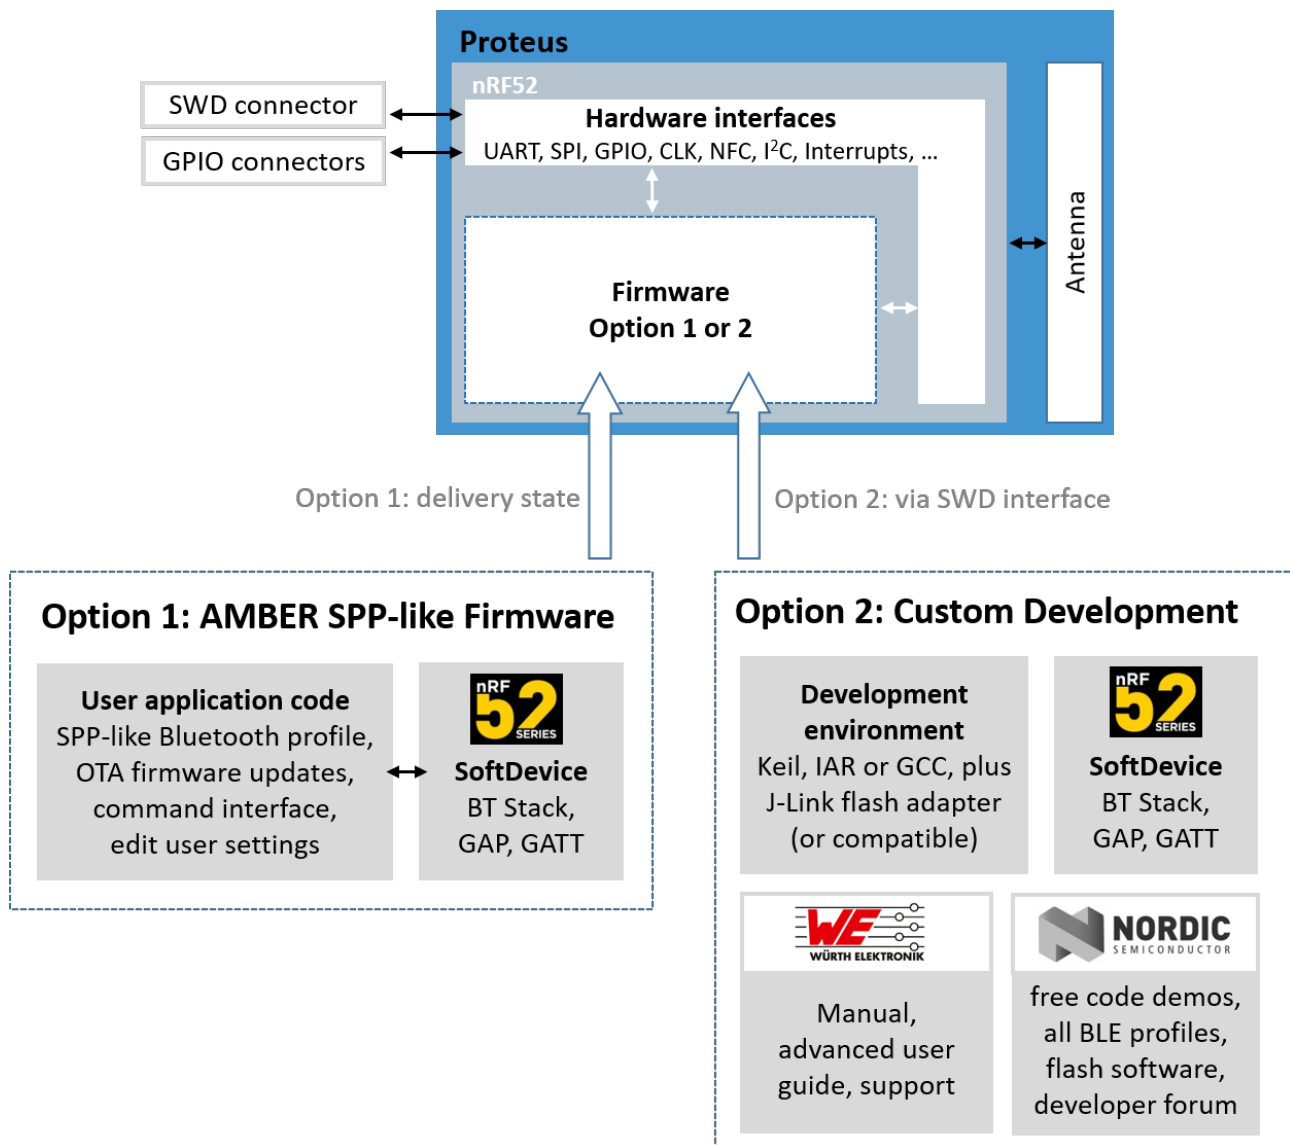 Proteus
nRF52
SWD connector
GPIO connectors
Hardware interfaces
UART, SPI, GPIO, CLK, NFC, I²C, Interrupts, ...
Antenna
Firmware
Option 1 or 2
Option 1: delivery state
Option 2: via SWD interface
Option 1: AMBER SPP-like Firmware
User application code
SPP-like Bluetooth profile,
OTA firmware updates,
command interface,
edit user settings
nRF
52
SERIES
SoftDevice
BT Stack,
GAP, GATT
Option 2: Custom Development
Development
environment
Keil, IAR or GCC, plus
J-Link flash adapter
(or compatible)
nRF
52
SERIES
SoftDevice
BT Stack,
GAP, GATT
WE
WÜRTH ELEKTRONIK
Manual,
advanced user
guide, support
NORDIC
SEMICONDUCTOR
free code demos,
all BLE profiles,
flash software,
developer forum